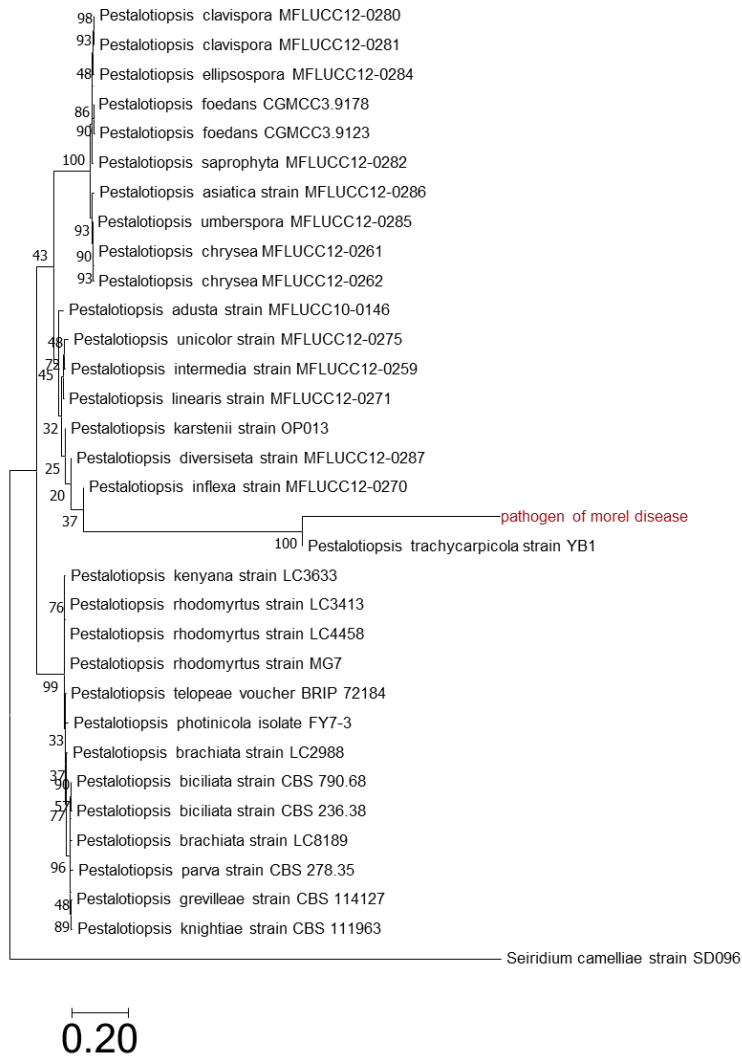 98
Pestalotiopsis clavispora MFLUCC12-0280
93
Pestalotiopsis clavispora MFLUCC12-0281
48
Pestalotiopsis ellipsospora MFLUCC12-0284
86
Pestalotiopsis foedans CGMCC3.9178
90
Pestalotiopsis foedans CGMCC3.9123
100
Pestalotiopsis saprophyta MFLUCC12-0282
Pestalotiopsis asiatica strain MFLUCC12-0286
93
Pestalotiopsis umberspora MFLUCC12-0285
43
90
Pestalotiopsis chrysea MFLUCC12-0261
93
Pestalotiopsis chrysea MFLUCC12-0262
Pestalotiopsis adusta strain MFLUCC10-0146
48
Pestalotiopsis unicolor strain MFLUCC12-0275
72
45
Pestalotiopsis intermedia strain MFLUCC12-0259
Pestalotiopsis linearis strain MFLUCC12-0271
32
Pestalotiopsis karstenii strain OP013
25
Pestalotiopsis diversiseta strain MFLUCC12-0287
20
Pestalotiopsis inflexa strain MFLUCC12-0270
37
pathogen of morel disease
100
Pestalotiopsis trachycarpicola strain YB1
Pestalotiopsis kenyana strain LC3633
76
Pestalotiopsis rhodomyrtus strain LC3413
Pestalotiopsis rhodomyrtus strain LC4458
Pestalotiopsis rhodomyrtus strain MG7
99
Pestalotiopsis telopeae voucher BRIP 72184
Pestalotiopsis photinicola isolate FY7-3
33
Pestalotiopsis brachiata strain LC2988
37
90
Pestalotiopsis biciliata strain CBS 790.68
57
77
Pestalotiopsis biciliata strain CBS 236.38
Pestalotiopsis brachiata strain LC8189
96
Pestalotiopsis parva strain CBS 278.35
48
Pestalotiopsis grevilleae strain CBS 114127
89
Pestalotiopsis knightiae strain CBS 111963
Seiridium camelliae strain SD096
0.20